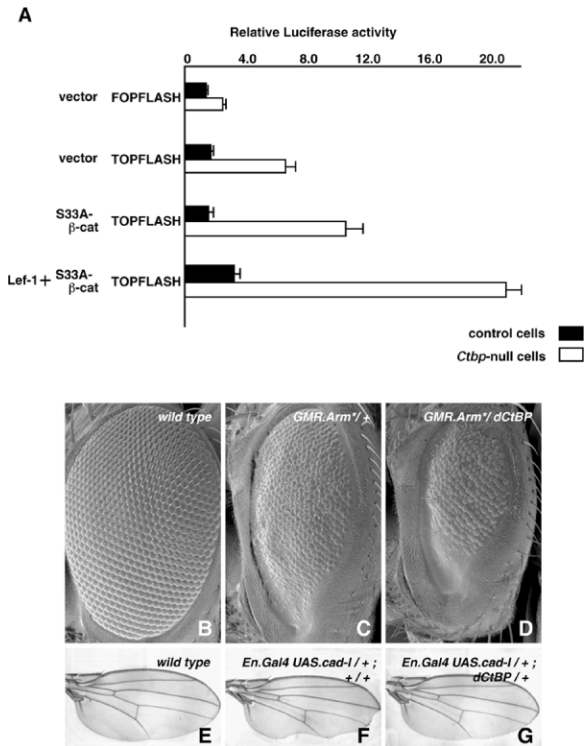 A
Relative Luciferase activity
0 4.0 8.0 12.0 16.0 20.0
vector FOPFLASH
vector TOPFLASH
S33A-
β-cat TOPFLASH
Lef-1+ S33A-
β-cat TOPFLASH
control cells
Ctbp-null cells
wild type
B
GMR.Arm*/ +
C
GMR.Arm*/ dCtBP
D
wild type
E
En.Gal4 UAS.cad-I / + ;
+ / +
F
En.Gal4 UAS.cad-I / + ;
dCtBP / +
G